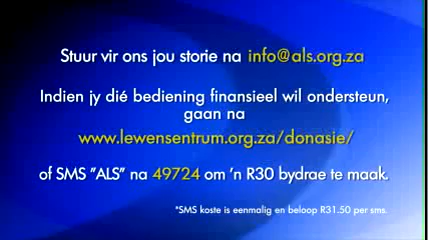 Stuur vir ons jou storie na info@als.org.za
Indien jy dié bediening finansieel wil ondersteun,
gaan na
www.lewensentrum.org.za/donasie/
of SMS ”ALS” na 49724 om ’n R30 bydrae te maak.
*SMS koste is eenmalig en beloop R31.50 per sms.